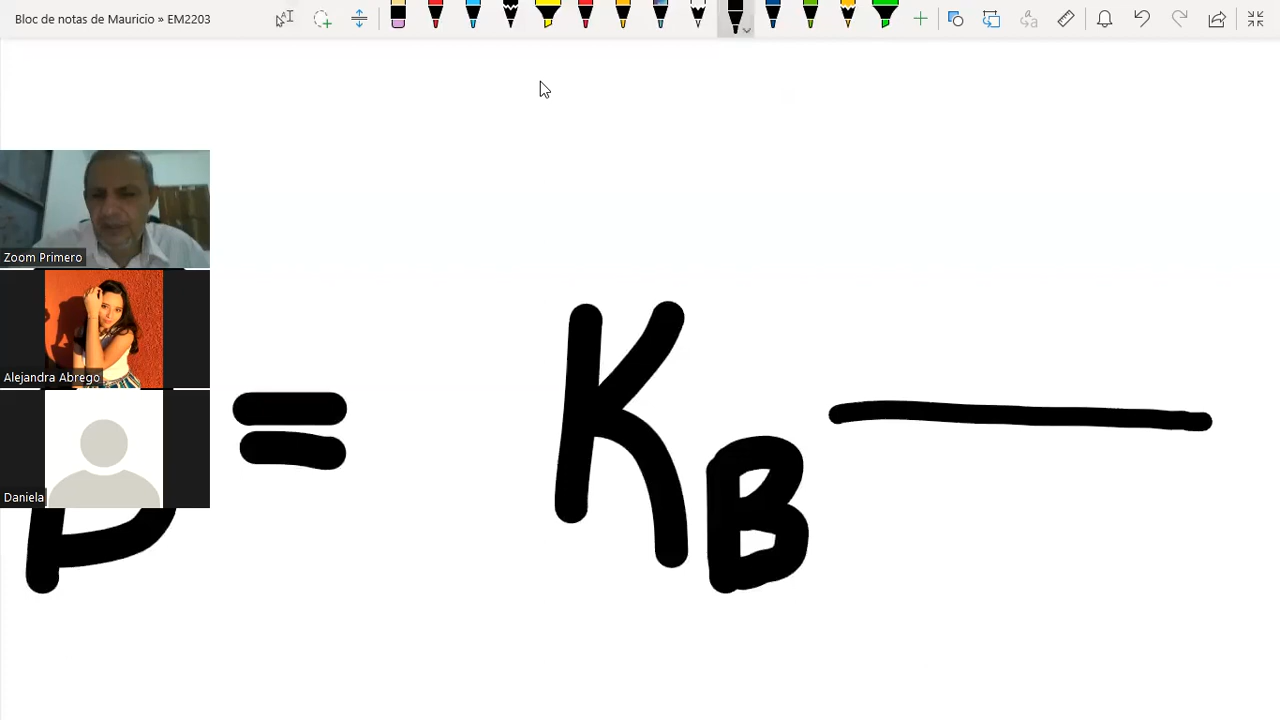 Bloc de notas de Mauricio » EM2203
Zoom Primero
Alejandra Abrego
Daniela
= K_B